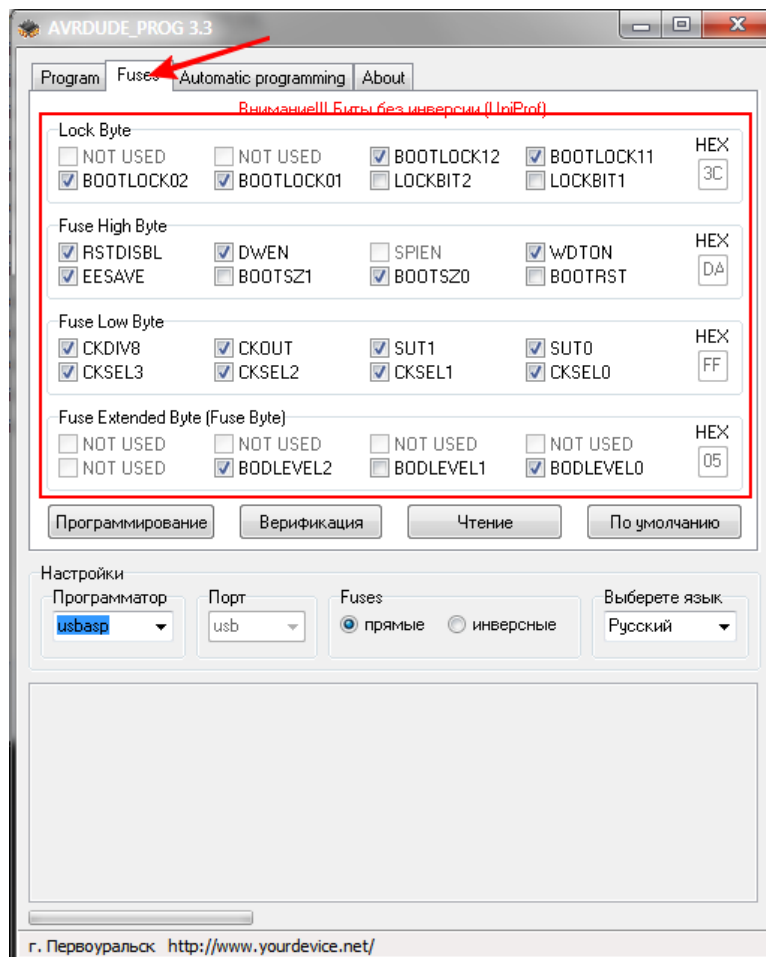 AVRDUDE_PROG 3.3
Program Fuses Automatic programming About
Внимание!!! Биты без инверсии (UniProf)
Lock Byte
NOT USED NOT USED BOOTLOCK12 BOOTLOCK11 HEX
BOOTLOCK02 BOOTLOCK01 LOCKBIT2 LOCKBIT1 3C
Fuse High Byte
RSTDISBL DWEN SPIEN WDTON HEX
EESAVE BOOTSZ1 BOOTSZ0 BOOTRST DA
Fuse Low Byte
CKDIV8 CKOUT SUT1 SUT0 HEX
CKSEL3 CKSEL2 CKSEL1 CKSEL0 FF
Fuse Extended Byte (Fuse Byte)
NOT USED NOT USED NOT USED NOT USED HEX
NOT USED BODLEVEL2 BODLEVEL1 BODLEVEL0 05
Программирование Верификация Чтение По умолчанию
Настройки
Программатор Порт Fuses Выберете язык
usbasp usb прямые инверсные Русский
г. Первоуральск http://www.yourdevice.net/